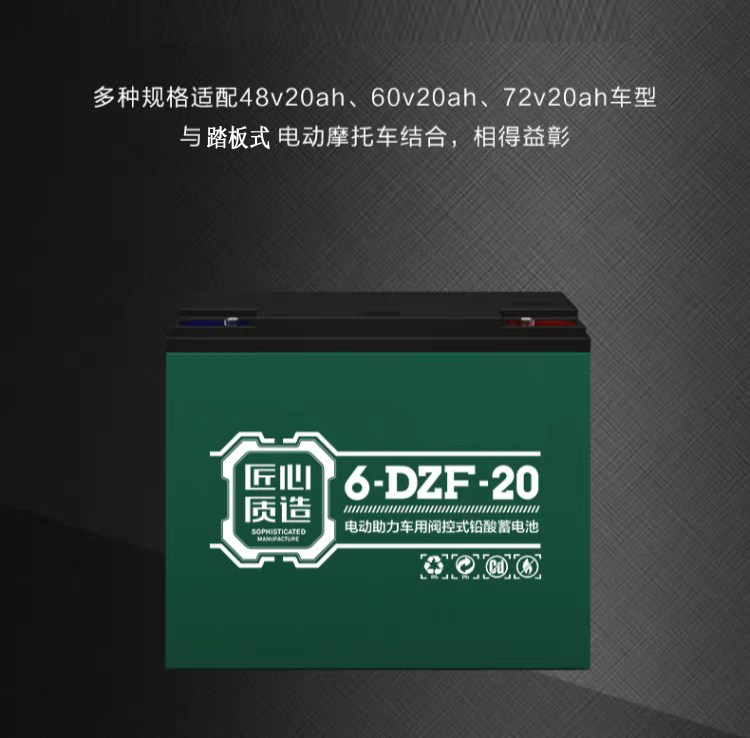 多种规格适配48v20ah、60v20ah、72v20ah车型
与踏板式电动摩托车结合，相得益彰
匠心
质造
SOPHISTICATED
MANUFACTURE
6-DZF-20
电动助力车用阀控式铅酸蓄电池
Pb Pb Cd